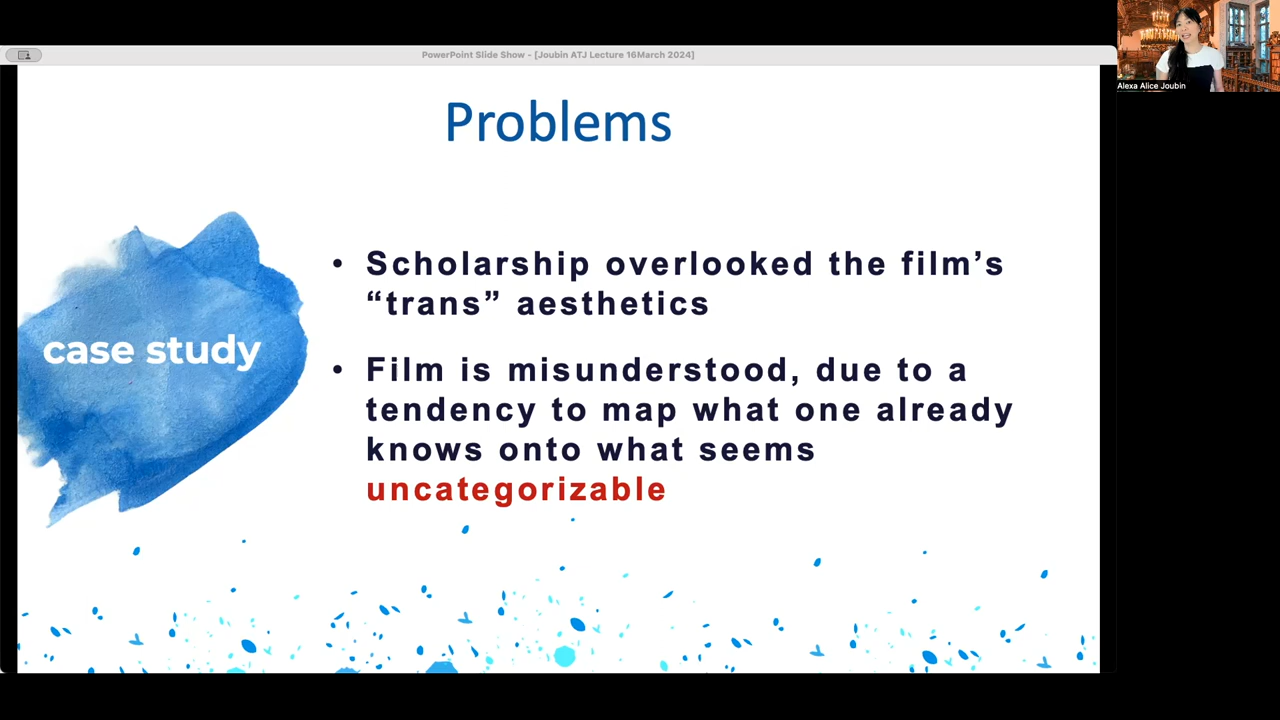 PowerPoint Slide Show - [Joubin ATJ Lecture 16March 2024]
Alexa Alice Joubin
Problems
case study
• Scholarship overlooked the film’s
“trans” aesthetics
• Film is misunderstood, due to a
tendency to map what one already
knows onto what seems
uncategorizable